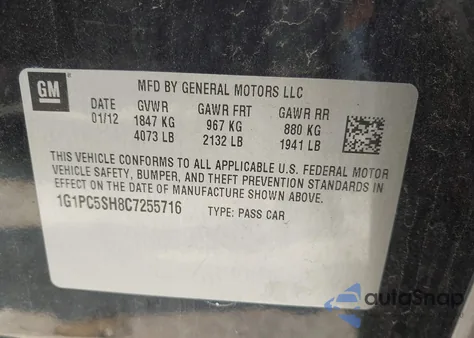 GM
MFD BY GENERAL MOTORS LLC
DATE GVWR GAWR FRT GAWR RR
01/12 1847 KG 967 KG 880 KG
4073 LB 2132 LB 1941 LB
THIS VEHICLE CONFORMS TO ALL APPLICABLE U.S. FEDERAL MOTOR
VEHICLE SAFETY, BUMPER, AND THEFT PREVENTION STANDARDS IN
EFFECT ON THE DATE OF MANUFACTURE SHOWN ABOVE.
1G1PC5SH8C7255716 TYPE: PASS CAR
autoSnap